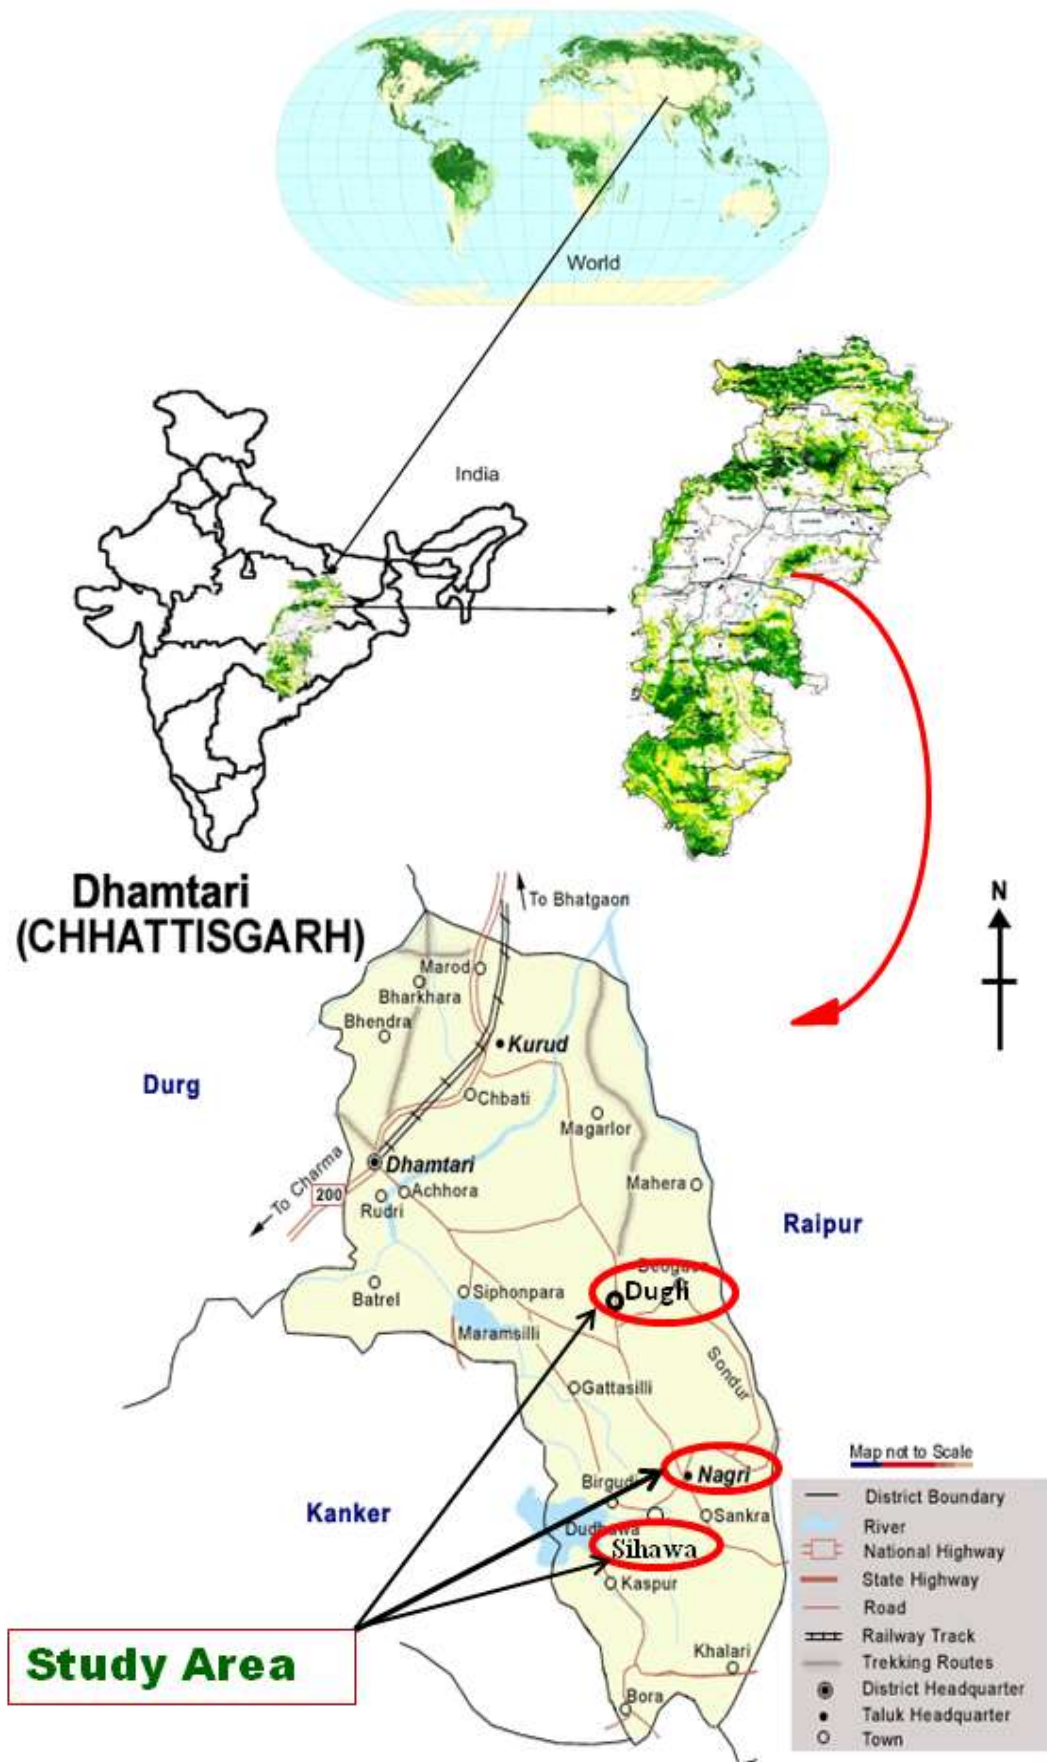 World
India
Dhamtari
(CHHATTISGARH)
N
To Bhatgaon
Marod
Bharkhara
Bhendra
Kurud
Durg
Chbati
Magarlor
Dhamtari
To Charma
200
Achhora
Rudri
Mahera
Raipur
Dugli
Batrel
Siphonpara
Maramsilli
Sondur
Gattasilli
Map not to Scale
Nagri
Birgudi
Kanker
Sankra
Dudhawa
Sihawa
Kaspur
Study Area
Khalari
Bora
District Boundary
River
National Highway
State Highway
Road
Railway Track
Trekking Routes
District Headquarter
Taluk Headquarter
Town